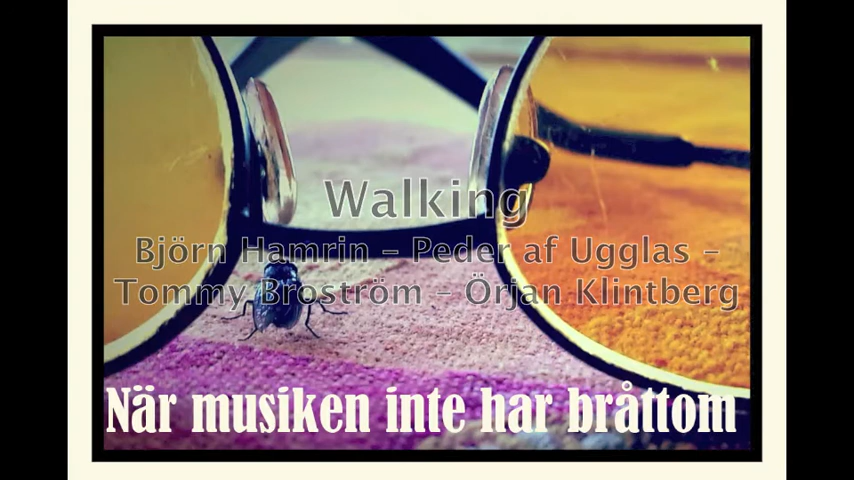 Walking
Björn Hamrin – Peder af Ugglas –
Tommy Broström – Örjan Klintberg
När musiken inte har bråttom